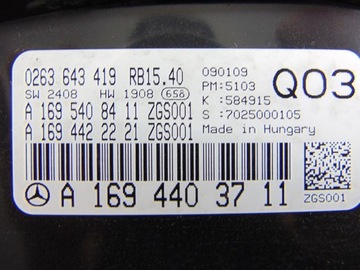 0263 643 419 RB15.40
SW 2408 HW 1908 658
A 169 540 84 11 ZGS001
A 169 442 22 21 ZGS001
090109
PM:5103
K :584915
S :7025000105
Made in Hungary
Q03
A 169 440 37 11
ZGS001